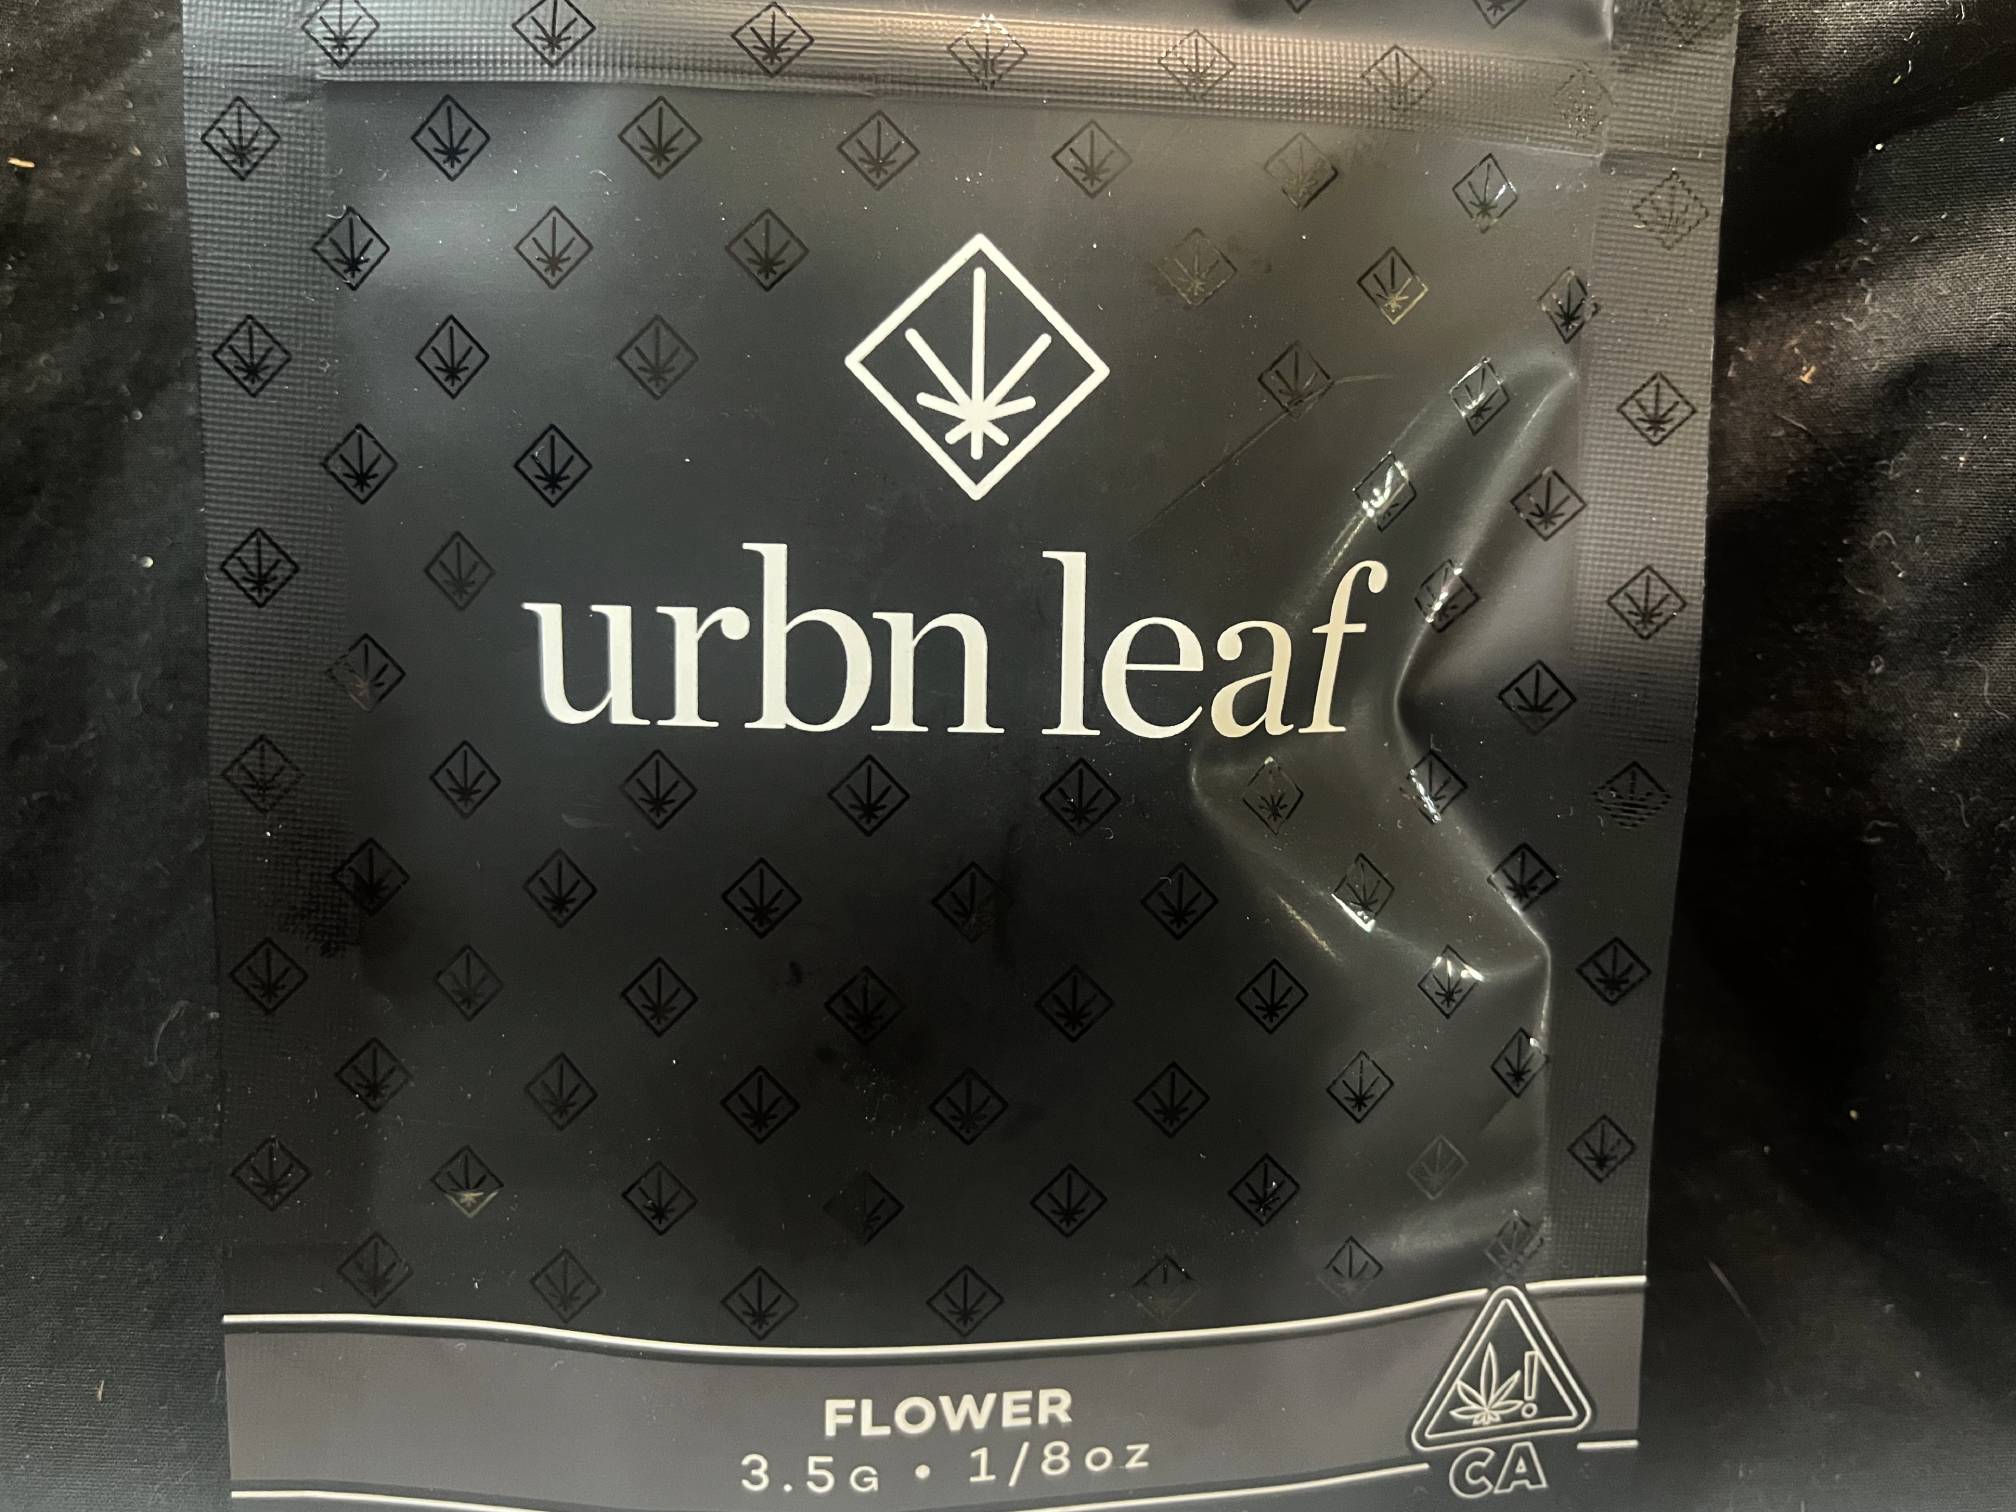 urbn leaf
FLOWER
3.5G • 1/8oz
CA